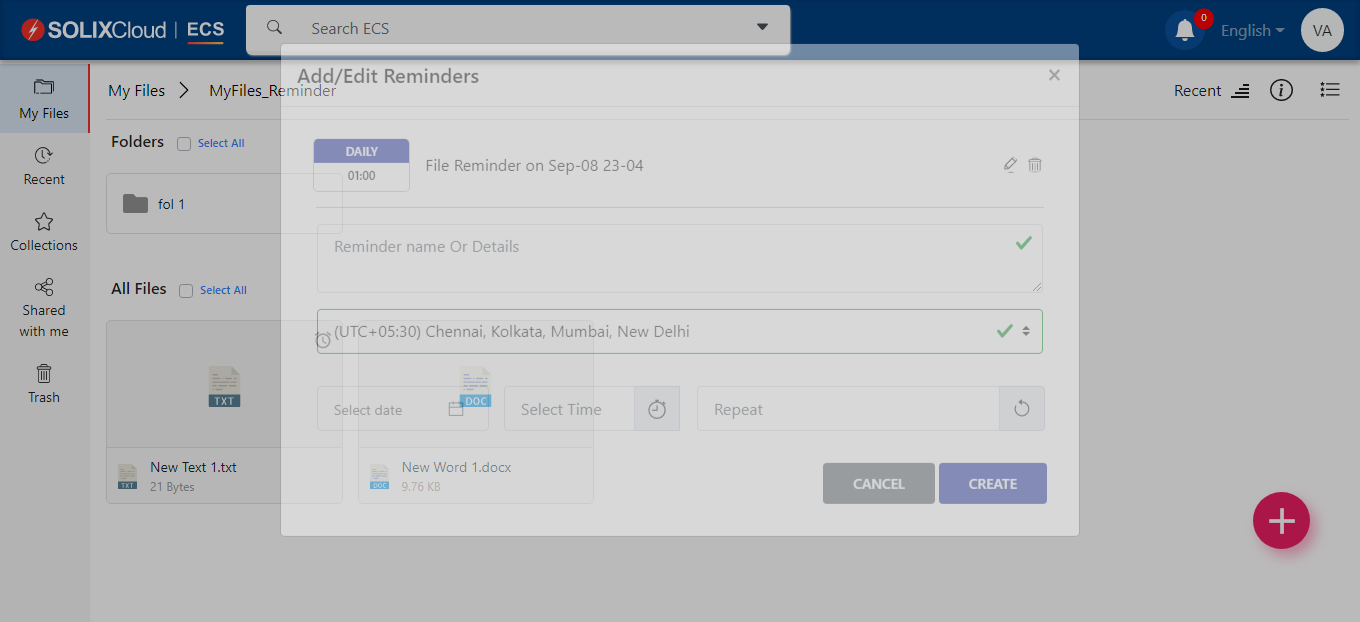 SOLIXCloud | ECS
Search ECS
0
English
VA
My Files
Recent
Collections
Shared
with me
Trash
My Files
MyFiles_Reminder
Recent
Folders
Select All
fol 1
All Files
Select All
TXT
TXT
New Text 1.txt
21 Bytes
DOC
DOC
New Word 1.docx
9.76 KB
Add/Edit Reminders
DAILY
01:00
File Reminder on Sep-08 23-04
Reminder name Or Details
(UTC+05:30) Chennai, Kolkata, Mumbai, New Delhi
Select date
Select Time
Repeat
CANCEL
CREATE